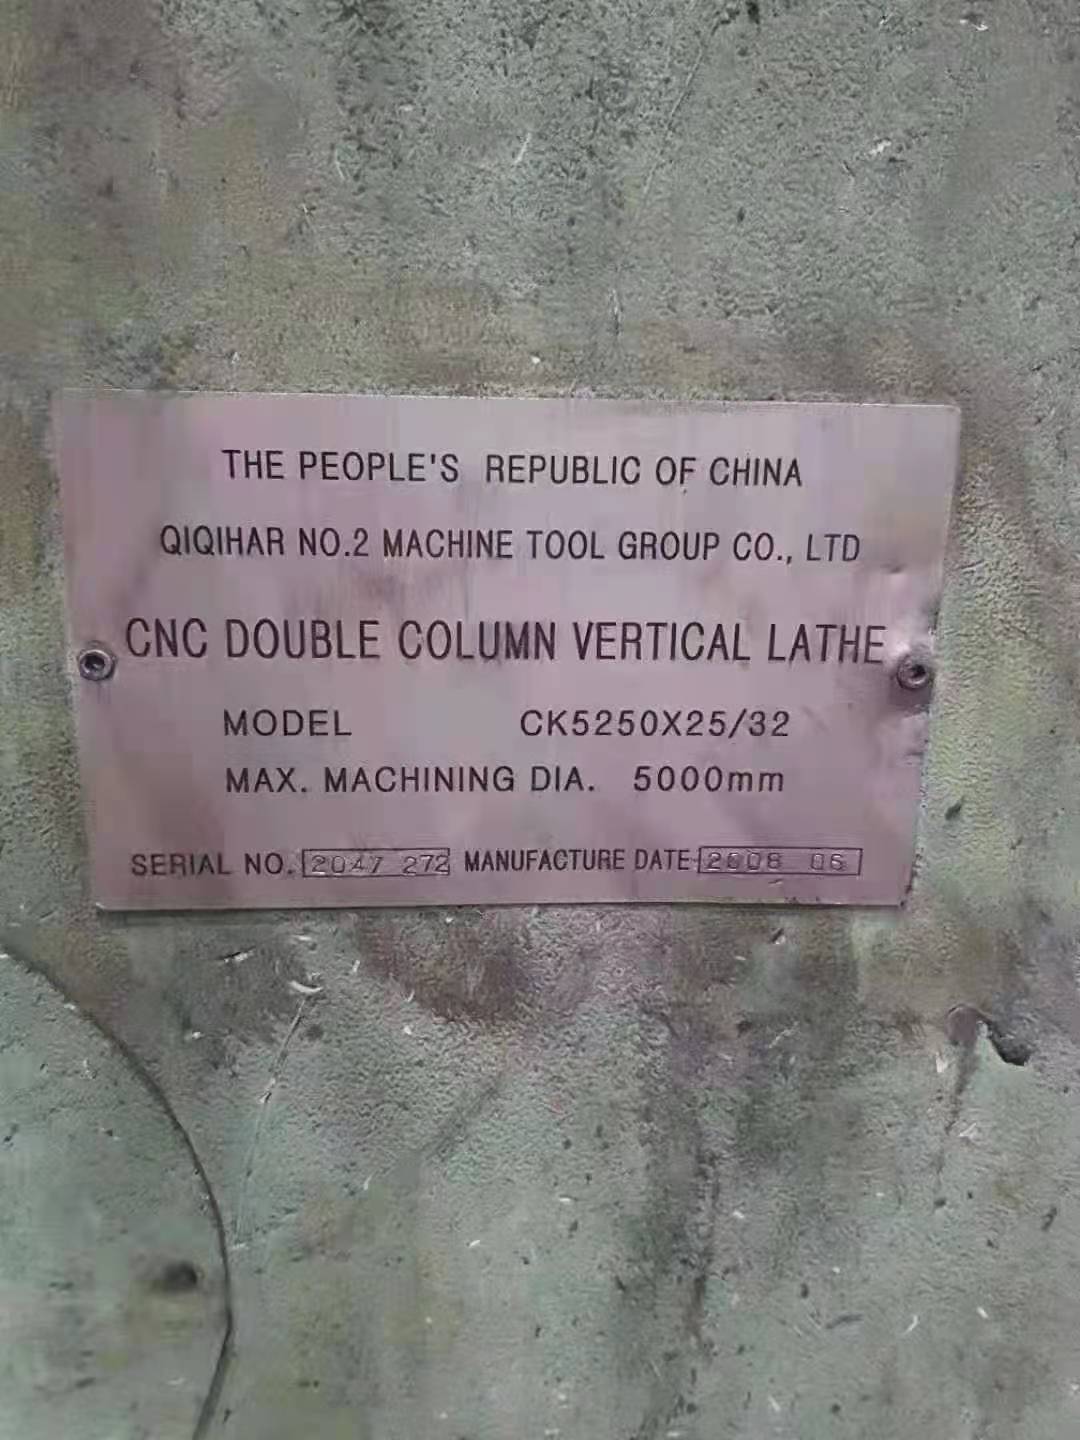 THE PEOPLE'S REPUBLIC OF CHINA
QIQIHAR NO.2 MACHINE TOOL GROUP CO., LTD
CNC DOUBLE COLUMN VERTICAL LATHE
MODEL CK5250X25/32
MAX. MACHINING DIA. 5000mm
SERIAL NO. 2047 272 MANUFACTURE DATE 2008 06